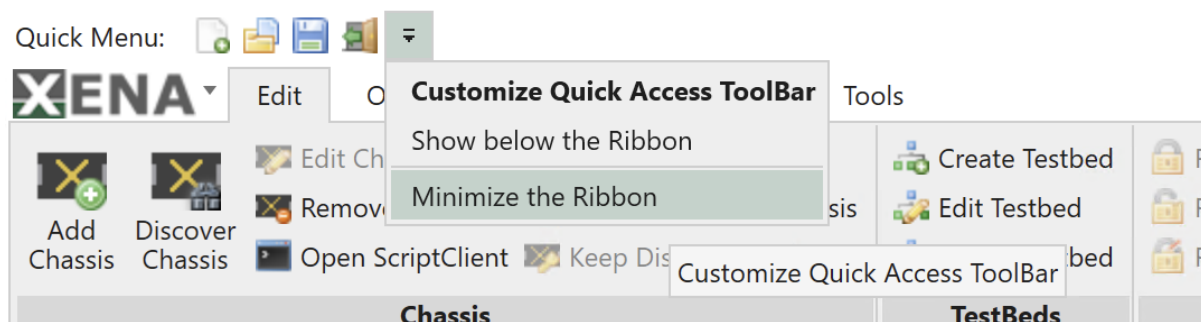 Quick Menu:
XENA
Edit
O
Customize Quick Access ToolBar
Tools
Show below the Ribbon
Minimize the Ribbon
Add Chassis
Discover Chassis
Edit Ch
Remov
sis
Open ScriptClient
Keep Dis
Customize Quick Access ToolBar
Create Testbed
Edit Testbed
bed
Chassis
TestBeds